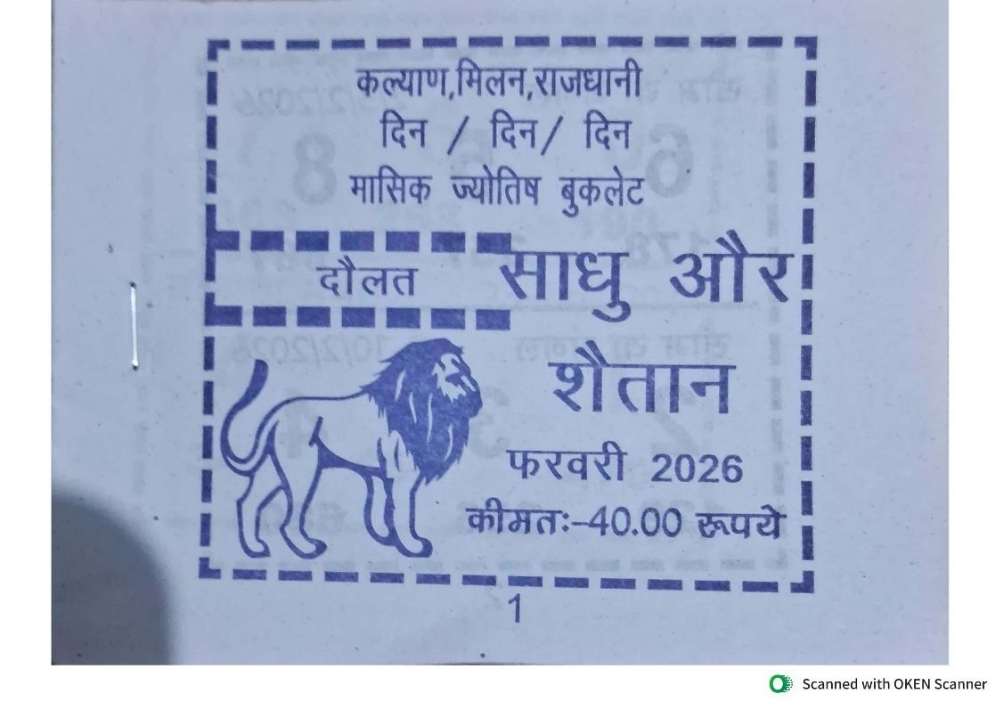 कल्याण,मिलन,राजधानी
दिन / दिन/ दिन
मासिक ज्योतिष बुकलेट
दौलत साधु और
शैतान
फरवरी 2026
कीमतः-40.00 रूपये
1
Scanned with OKEN Scanner